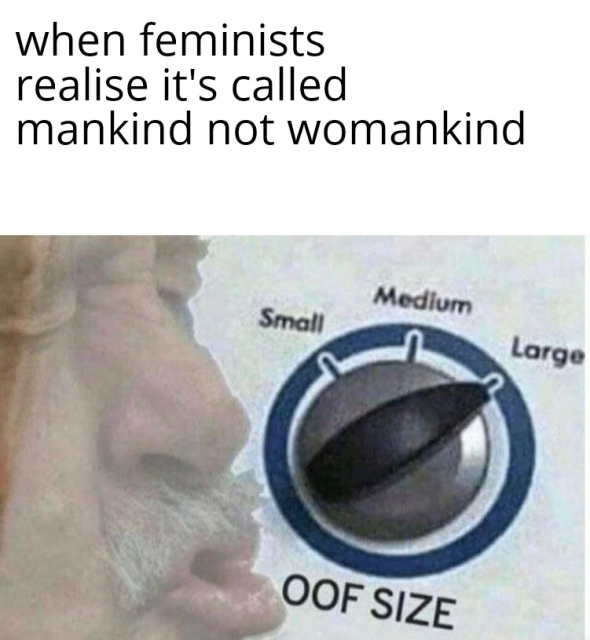 when feminists
realise it's called
mankind not womankind
Small
Medium
Large
OOF SIZE